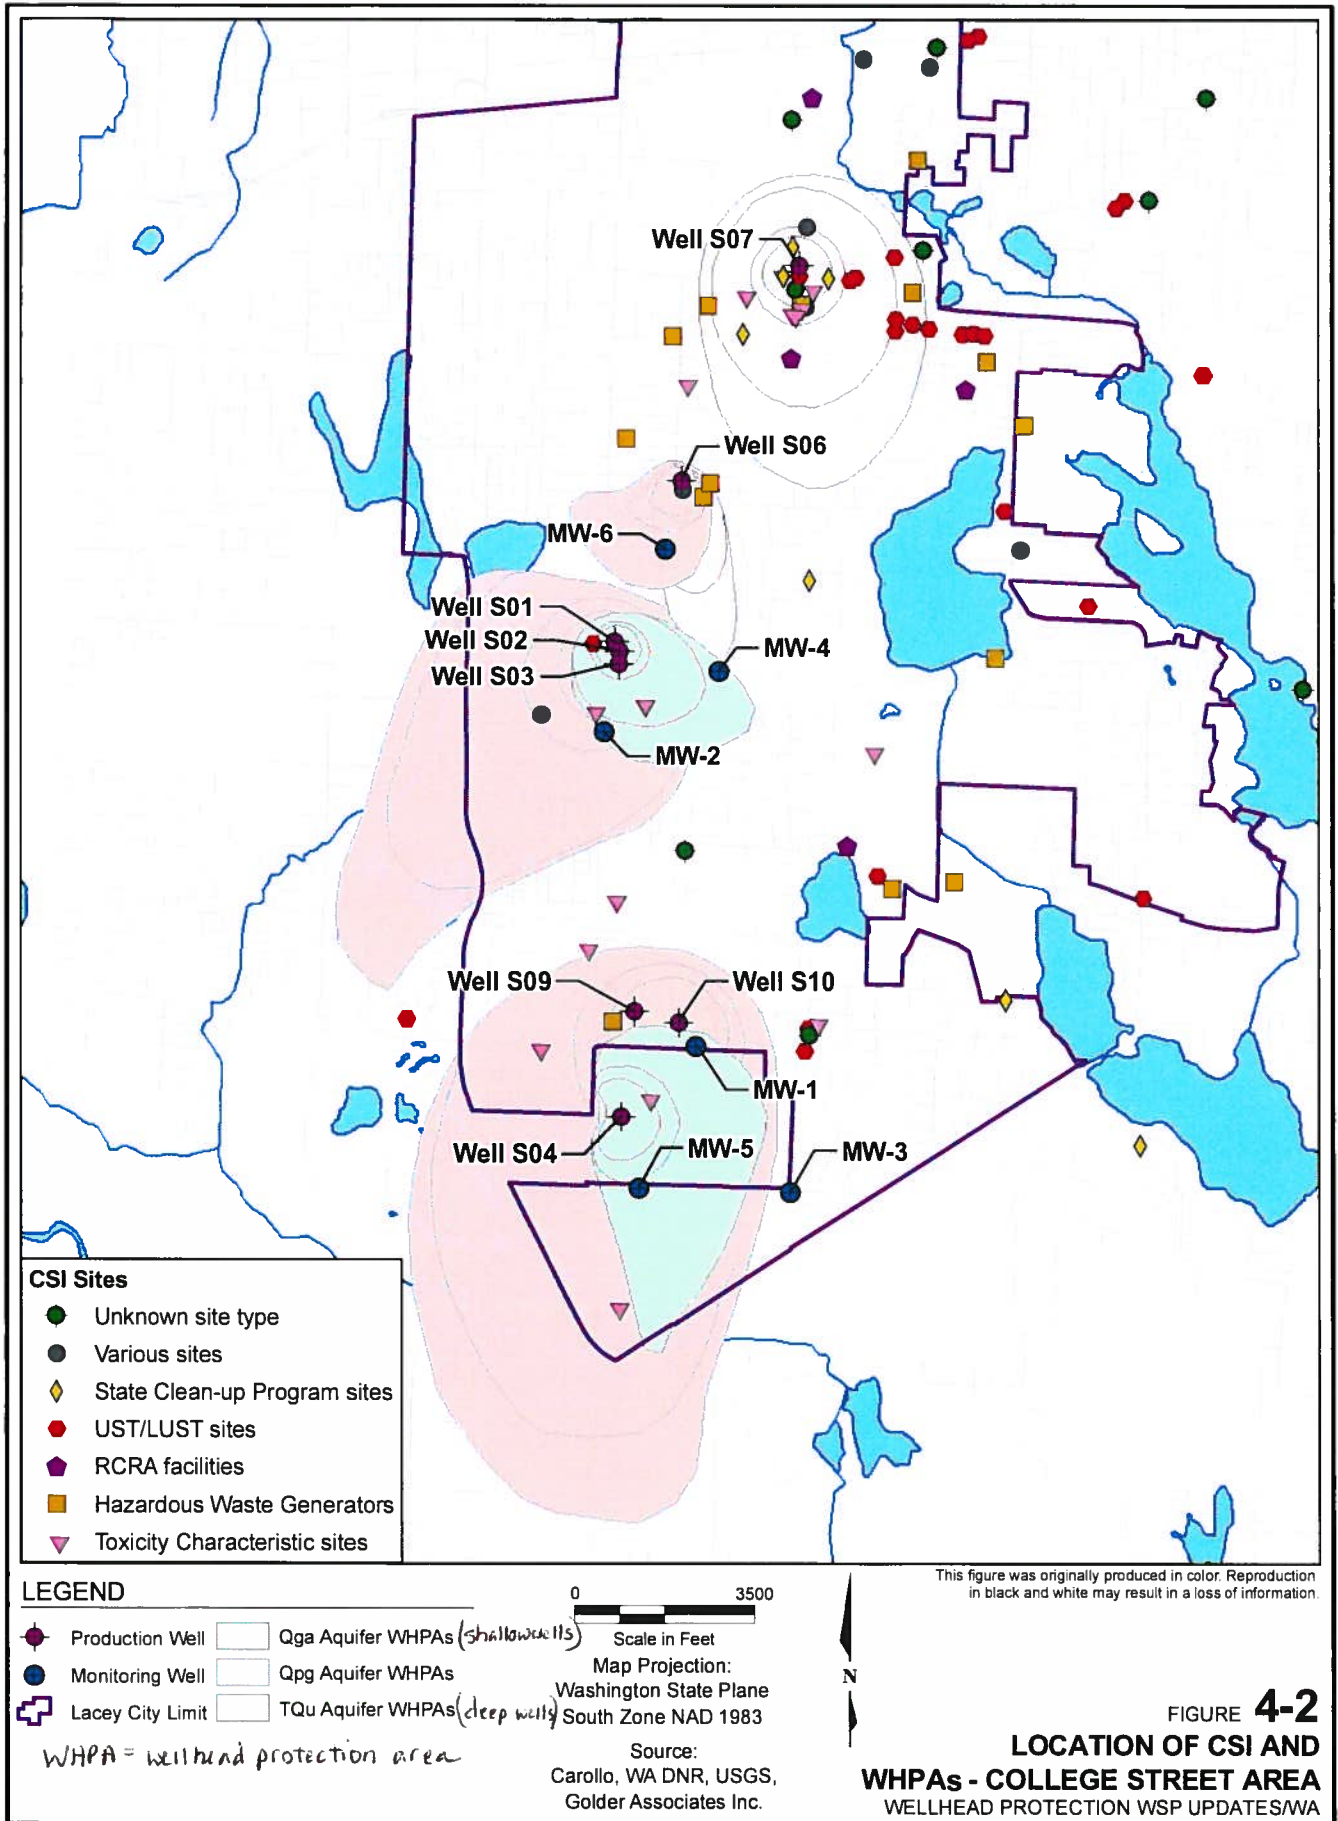 Well S07
Well S06
MW-6
Well S01
Well S02
Well S03
MW-4
MW-2
Well S09
Well S10
MW-1
Well S04
MW-5
MW-3
CSI Sites
Unknown site type
Various sites
State Clean-up Program sites
UST/LUST sites
RCRA facilities
Hazardous Waste Generators
Toxicity Characteristic sites
This figure was originally produced in color. Reproduction
in black and white may result in a loss of information.
LEGEND
Production Well
Monitoring Well
Lacey City Limit
Qga Aquifer WHPAs (shallow wells)
Qpg Aquifer WHPAs
TQu Aquifer WHPAs (deep wells)
WHPA = wellhead protection area
0 3500
Scale in Feet
Map Projection:
Washington State Plane
South Zone NAD 1983
Source:
Carollo, WA DNR, USGS,
Golder Associates Inc.
N
FIGURE 4-2
LOCATION OF CSI AND
WHPAs - COLLEGE STREET AREA
WELLHEAD PROTECTION WSP UPDATES/WA